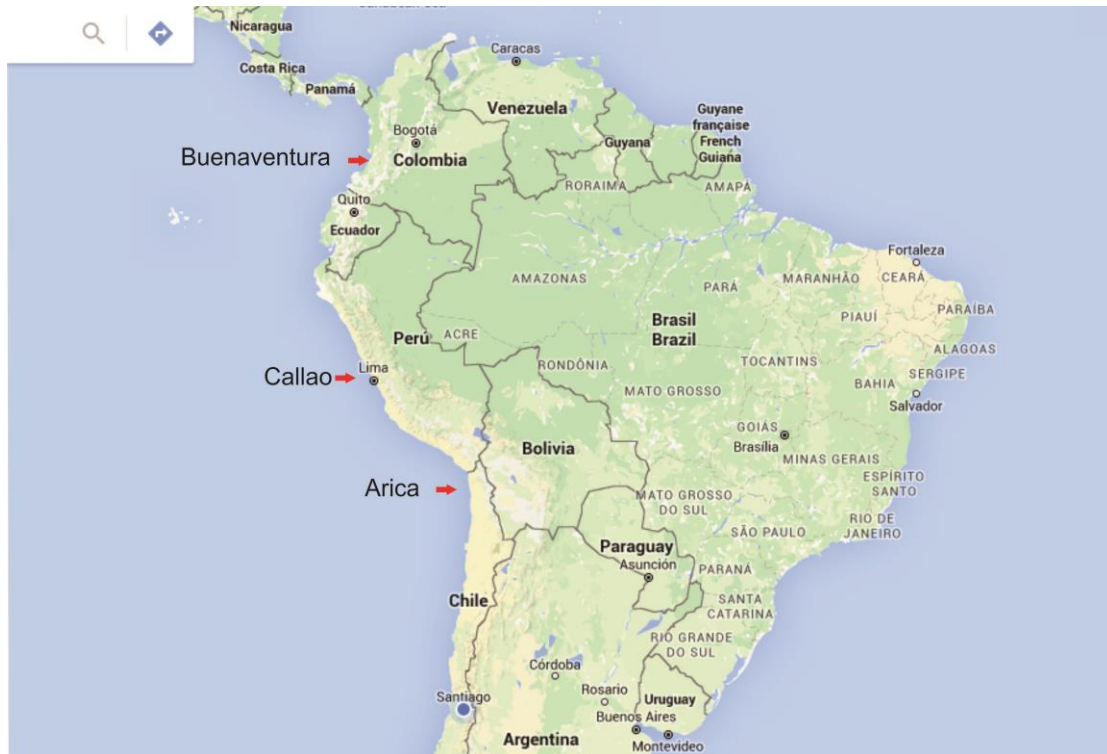 Caribbean Sea
Nicaragua
Caracas
Costa Rica
Panamá
Venezuela
Guyane
française
French
Guiana
Guyana
Bogotá
Buenaventura
Colombia
RORAIMA
AMAPÁ
Quito
Ecuador
Fortaleza
AMAZONAS
PARÁ
MARANHÃO
CEARÁ
PARAÍBA
PIAUÍ
Brasil
Brazil
Perú
ACRE
ALAGOAS
RONDÔNIA
TOCANTINS
SERGIPE
Callao
Lima
MATO GROSSO
BAHIA
Salvador
GOIÁS
Brasília
Bolivia
MINAS GERAIS
ESPÍRITO
SANTO
Arica
MATO GROSSO
DO SUL
RIO DE
JANEIRO
SÃO PAULO
Paraguay
Asunción
PARANÁ
Chile
SANTA
CATARINA
RIO GRANDE
DO SUL
Córdoba
Santiago
Rosario
Uruguay
Buenos Aires
Argentina
Montevideo